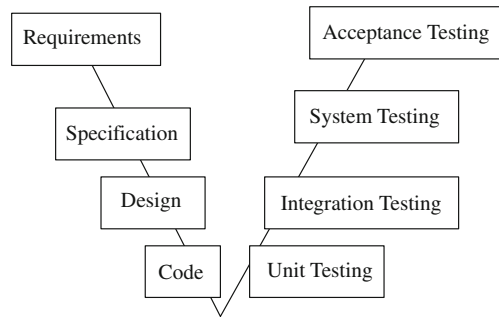 Requirements
Acceptance Testing
Specification
System Testing
Design
Integration Testing
Code
Unit Testing